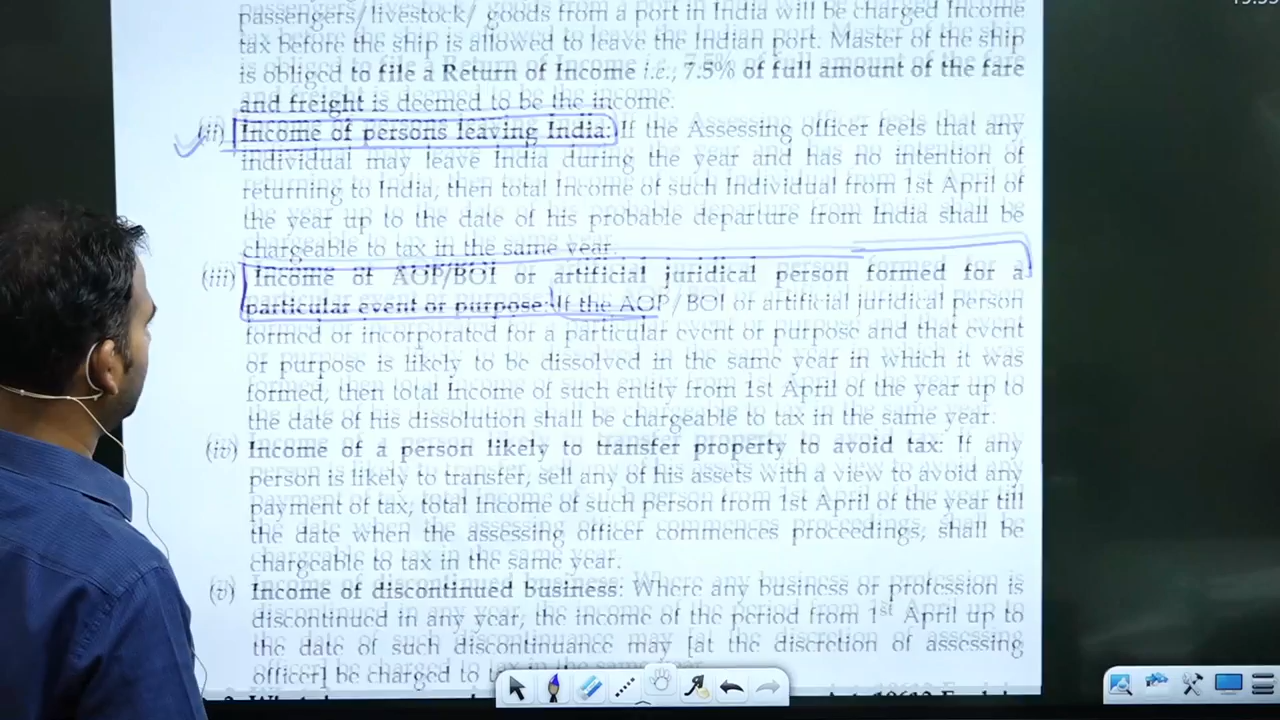 passengers/livestock/ goods from a port in India will be charged Income
tax before the ship is allowed to leave the Indian port. Master of the ship
is obliged to file a Return of Income i.e., 7.5% of full amount of the fare
and freight is deemed to be the income.
(ii) Income of persons leaving India: If the Assessing officer feels that any
individual may leave India during the year and has no intention of
returning to India, then total Income of such Individual from 1st April of
the year up to the date of his probable departure from India shall be
chargeable to tax in the same year.
(iii) Income of AOP/BOI or artificial juridical person formed for a
particular event or purpose: If the AOP/BOI or artificial juridical person
formed or incorporated for a particular event or purpose and that event
or purpose is likely to be dissolved in the same year in which it was
formed, then total Income of such entity from 1st April of the year up to
the date of his dissolution shall be chargeable to tax in the same year.
(iv) Income of a person likely to transfer property to avoid tax: If any
person is likely to transfer, sell any of his assets with a view to avoid any
payment of tax, total Income of such person from 1st April of the year till
the date when the assessing officer commences proceedings, shall be
chargeable to tax in the same year.
(v) Income of discontinued business: Where any business or profession is
discontinued in any year, the income of the period from 1st April up to
the date of such discontinuance may [at the discretion of assessing
officer] be charged to tax in the same year.